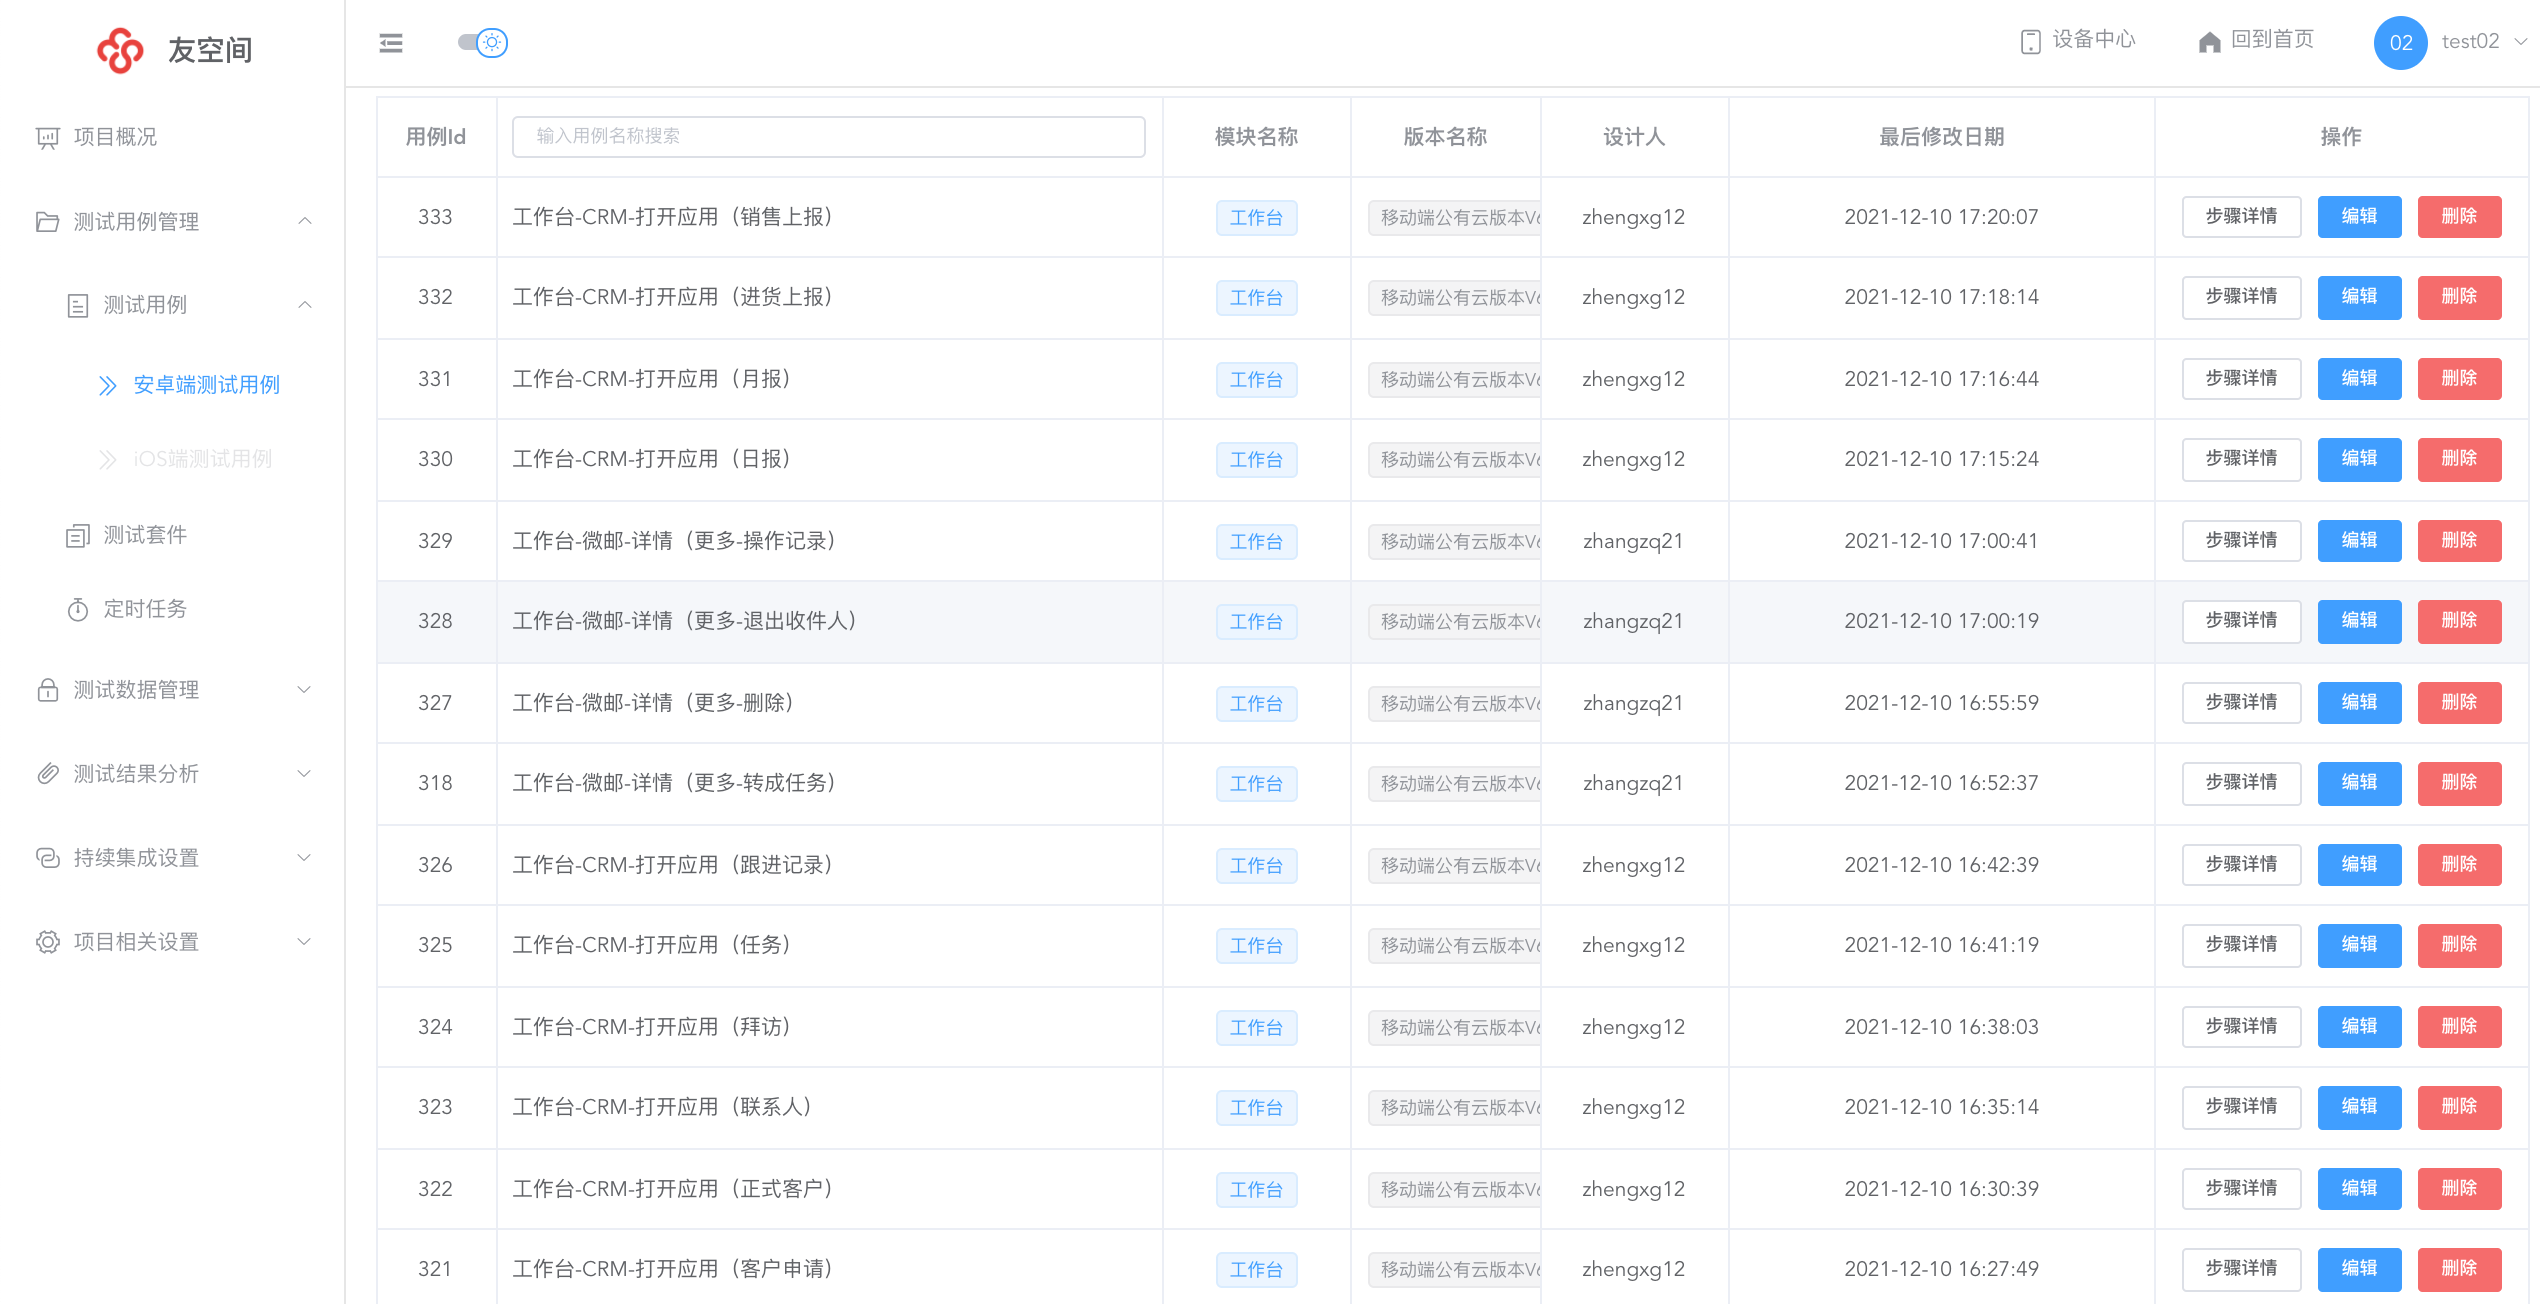 友空间
项目概况
测试用例管理
测试用例
安卓端测试用例
iOS端测试用例
测试套件
定时任务
测试数据管理
测试结果分析
持续集成设置
项目相关设置
设备中心 回到首页 02 test02
用例Id 输入用例名称搜索 模块名称 版本名称 设计人 最后修改日期 操作
333 工作台-CRM-打开应用（销售上报） 工作台 移动端公有云版本V6 zhengxg12 2021-12-10 17:20:07 步骤详情 编辑 删除
332 工作台-CRM-打开应用（进货上报） 工作台 移动端公有云版本V6 zhengxg12 2021-12-10 17:18:14 步骤详情 编辑 删除
331 工作台-CRM-打开应用（月报） 工作台 移动端公有云版本V6 zhengxg12 2021-12-10 17:16:44 步骤详情 编辑 删除
330 工作台-CRM-打开应用（日报） 工作台 移动端公有云版本V6 zhengxg12 2021-12-10 17:15:24 步骤详情 编辑 删除
329 工作台-微邮-详情（更多-操作记录） 工作台 移动端公有云版本V6 zhangzq21 2021-12-10 17:00:41 步骤详情 编辑 删除
328 工作台-微邮-详情（更多-退出收件人） 工作台 移动端公有云版本V6 zhangzq21 2021-12-10 17:00:19 步骤详情 编辑 删除
327 工作台-微邮-详情（更多-删除） 工作台 移动端公有云版本V6 zhangzq21 2021-12-10 16:55:59 步骤详情 编辑 删除
318 工作台-微邮-详情（更多-转成任务） 工作台 移动端公有云版本V6 zhangzq21 2021-12-10 16:52:37 步骤详情 编辑 删除
326 工作台-CRM-打开应用（跟进记录） 工作台 移动端公有云版本V6 zhengxg12 2021-12-10 16:42:39 步骤详情 编辑 删除
325 工作台-CRM-打开应用（任务） 工作台 移动端公有云版本V6 zhengxg12 2021-12-10 16:41:19 步骤详情 编辑 删除
324 工作台-CRM-打开应用（拜访） 工作台 移动端公有云版本V6 zhengxg12 2021-12-10 16:38:03 步骤详情 编辑 删除
323 工作台-CRM-打开应用（联系人） 工作台 移动端公有云版本V6 zhengxg12 2021-12-10 16:35:14 步骤详情 编辑 删除
322 工作台-CRM-打开应用（正式客户） 工作台 移动端公有云版本V6 zhengxg12 2021-12-10 16:30:39 步骤详情 编辑 删除
321 工作台-CRM-打开应用（客户申请） 工作台 移动端公有云版本V6 zhengxg12 2021-12-10 16:27:49 步骤详情 编辑 删除